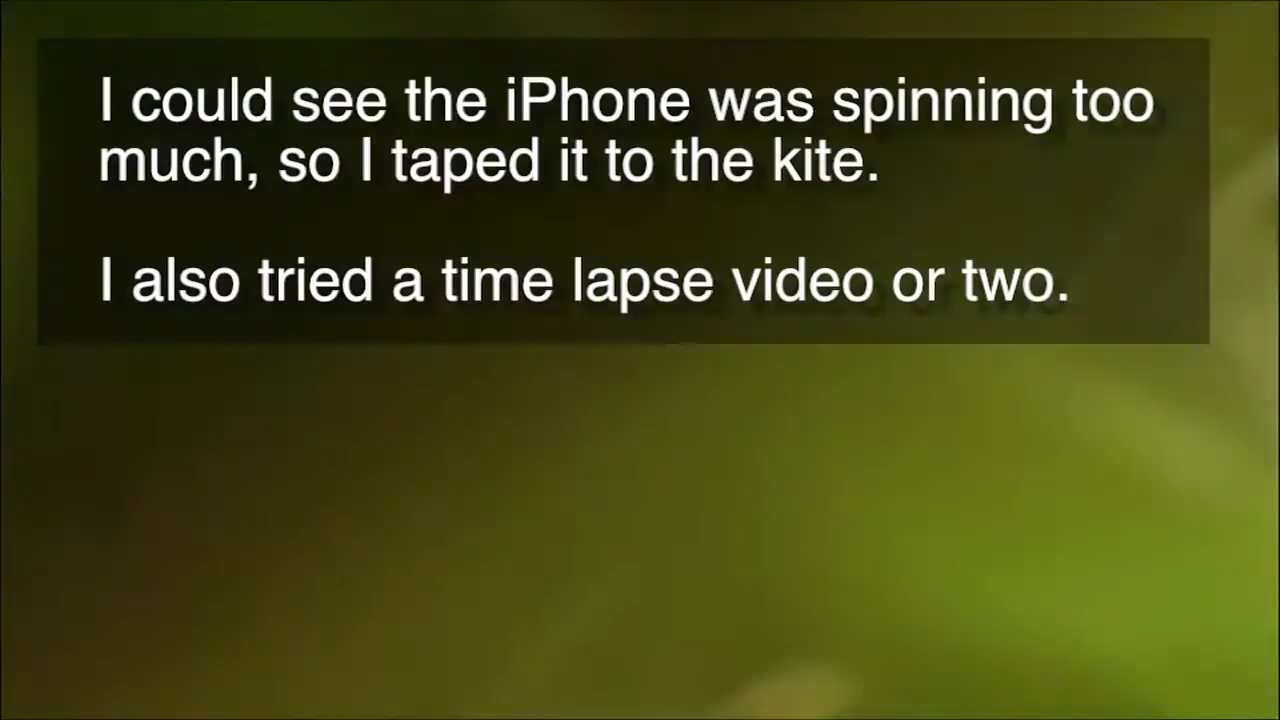 I could see the iPhone was spinning too
much, so I taped it to the kite.
I also tried a time lapse video or two.